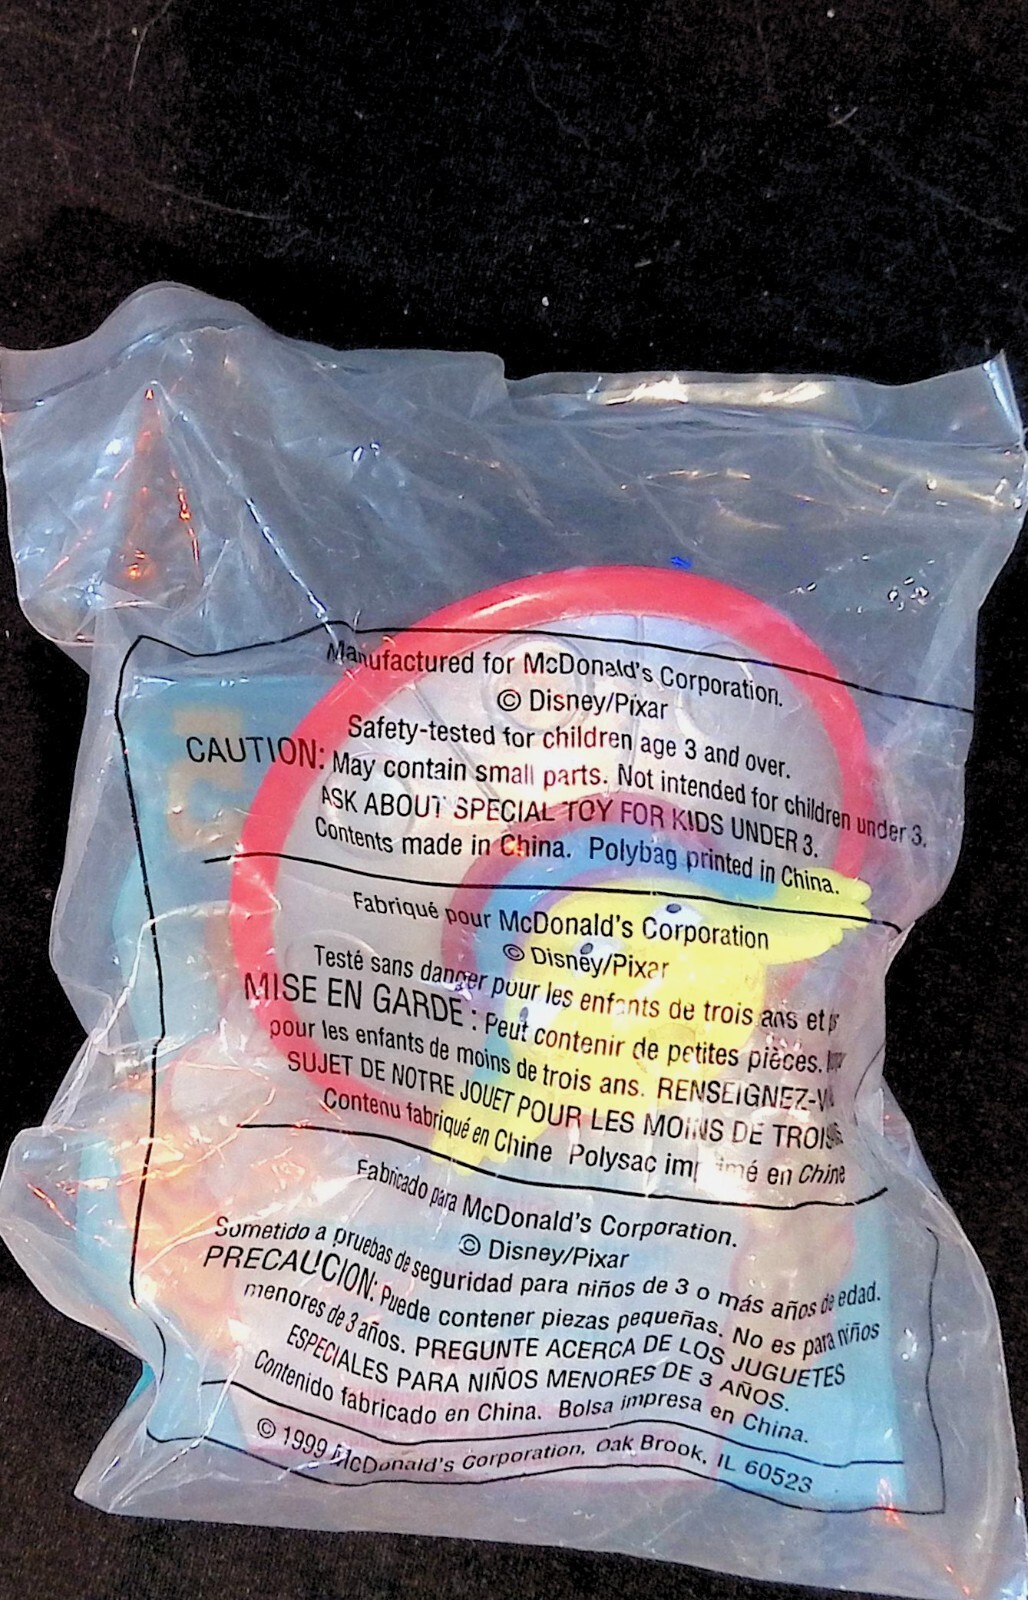 Manufactured for McDonald's Corporation.
© Disney/Pixar
Safety-tested for children age 3 and over.
CAUTION: May contain small parts. Not intended for children under 3.
ASK ABOUT SPECIAL TOY FOR KIDS UNDER 3.
Contents made in China. Polybag printed in China.
Fabriqué pour McDonald's Corporation
© Disney/Pixar
Testé sans danger pour les enfants de trois ans et
MISE EN GARDE : Peut contenir de petites pièces.
pour les enfants de moins de trois ans. RENSEIGNEZ-V
SUJET DE NOTRE JOUET POUR LES MOINS DE TROIS
Contenu fabriqué en Chine Polysac imprimé en Chine
Fabricado para McDonald's Corporation.
© Disney/Pixar
Sometido a pruebas de seguridad para niños de 3 o más años de edad.
PRECAUCION: Puede contener piezas pequeñas. No es para niños
menores de 3 años. PREGUNTE ACERCA DE LOS JUGUETES
ESPECIALES PARA NIÑOS MENORES DE 3 AÑOS.
Contenido fabricado en China. Bolsa impresa en China.
© 1999 McDonald's Corporation, Oak Brook, IL 60523